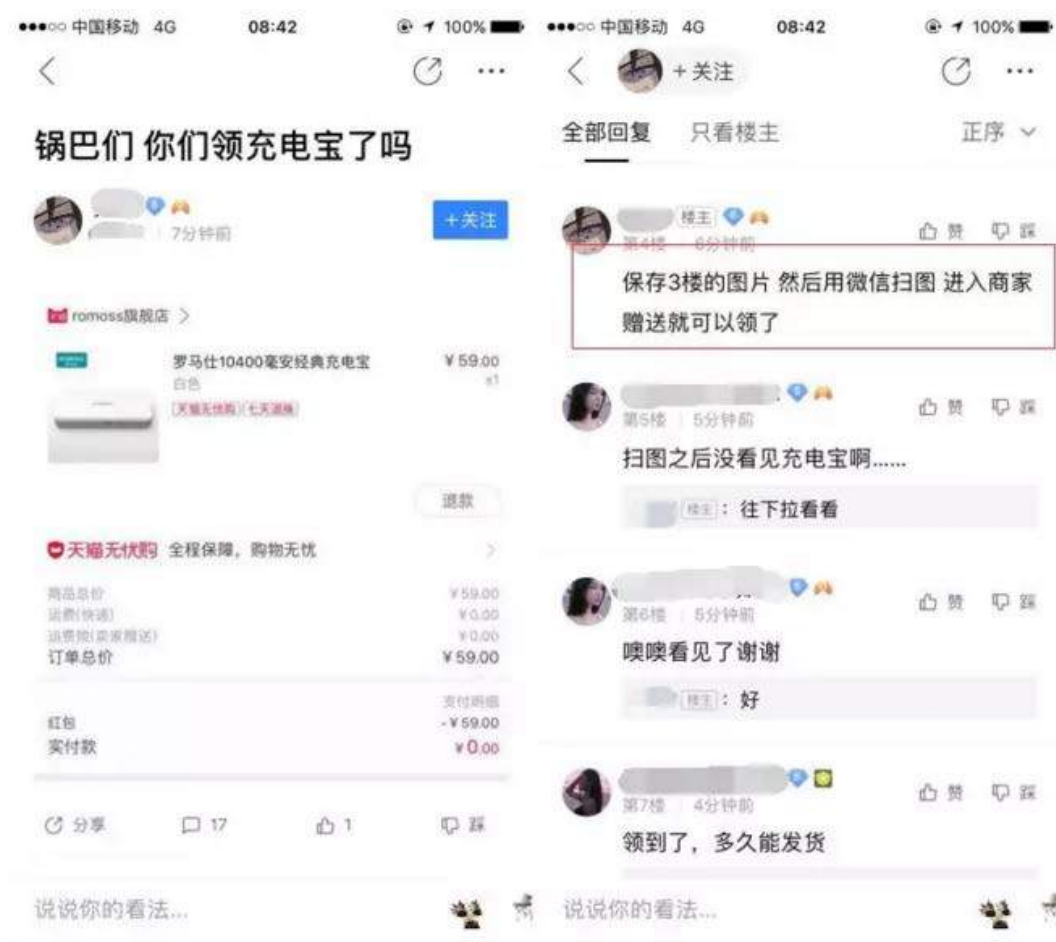 中国移动 4G 08:42 100%
锅巴们 你们领充电宝了吗
7分钟前
+关注
romoss旗舰店
罗马仕10400毫安经典充电宝 ¥59.00
白色 x1
天猫无忧购 七天退换
退款
天猫无忧购 全程保障，购物无忧
商品总价 ¥59.00
运费(快递) ¥0.00
运费险(卖家赠送) ¥0.00
订单总价 ¥59.00
支付明细
红包 -¥59.00
实付款 ¥0.00
分享 17 1 踩
说说你的看法...
中国移动 4G 08:42 100%
+关注
全部回复 只看楼主 正序
楼主
第4楼 6分钟前 赞 踩
保存3楼的图片 然后用微信扫图 进入商家
赠送就可以领了
第5楼 5分钟前 赞 踩
扫图之后没看见充电宝啊......
楼主：往下拉看看
第6楼 5分钟前 赞 踩
噢噢看见了谢谢
楼主：好
第7楼 4分钟前 赞 踩
领到了，多久能发货
说说你的看法...